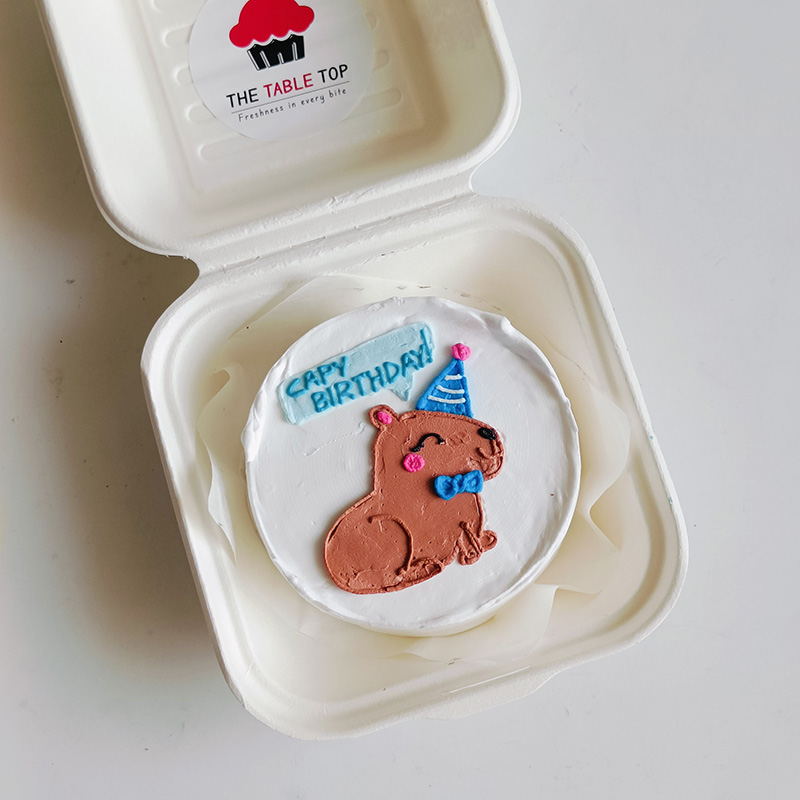 THE TABLE TOP
Freshness in every bite
CAPY
BIRTHDAY!